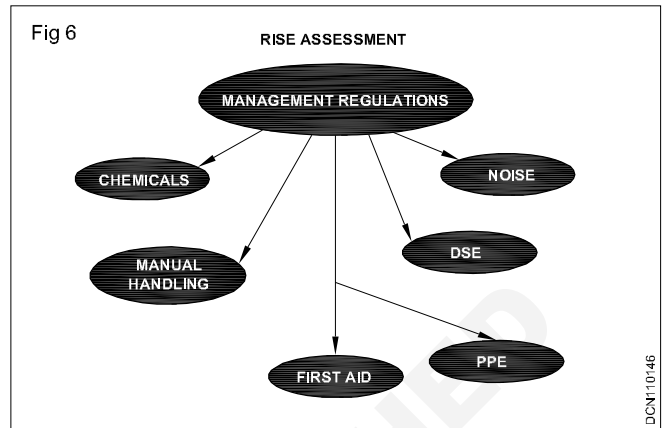 Fig 6
RISE ASSESSMENT
MANAGEMENT REGULATIONS
CHEMICALS
NOISE
MANUAL
HANDLING
DSE
FIRST AID
PPE
DCN110146